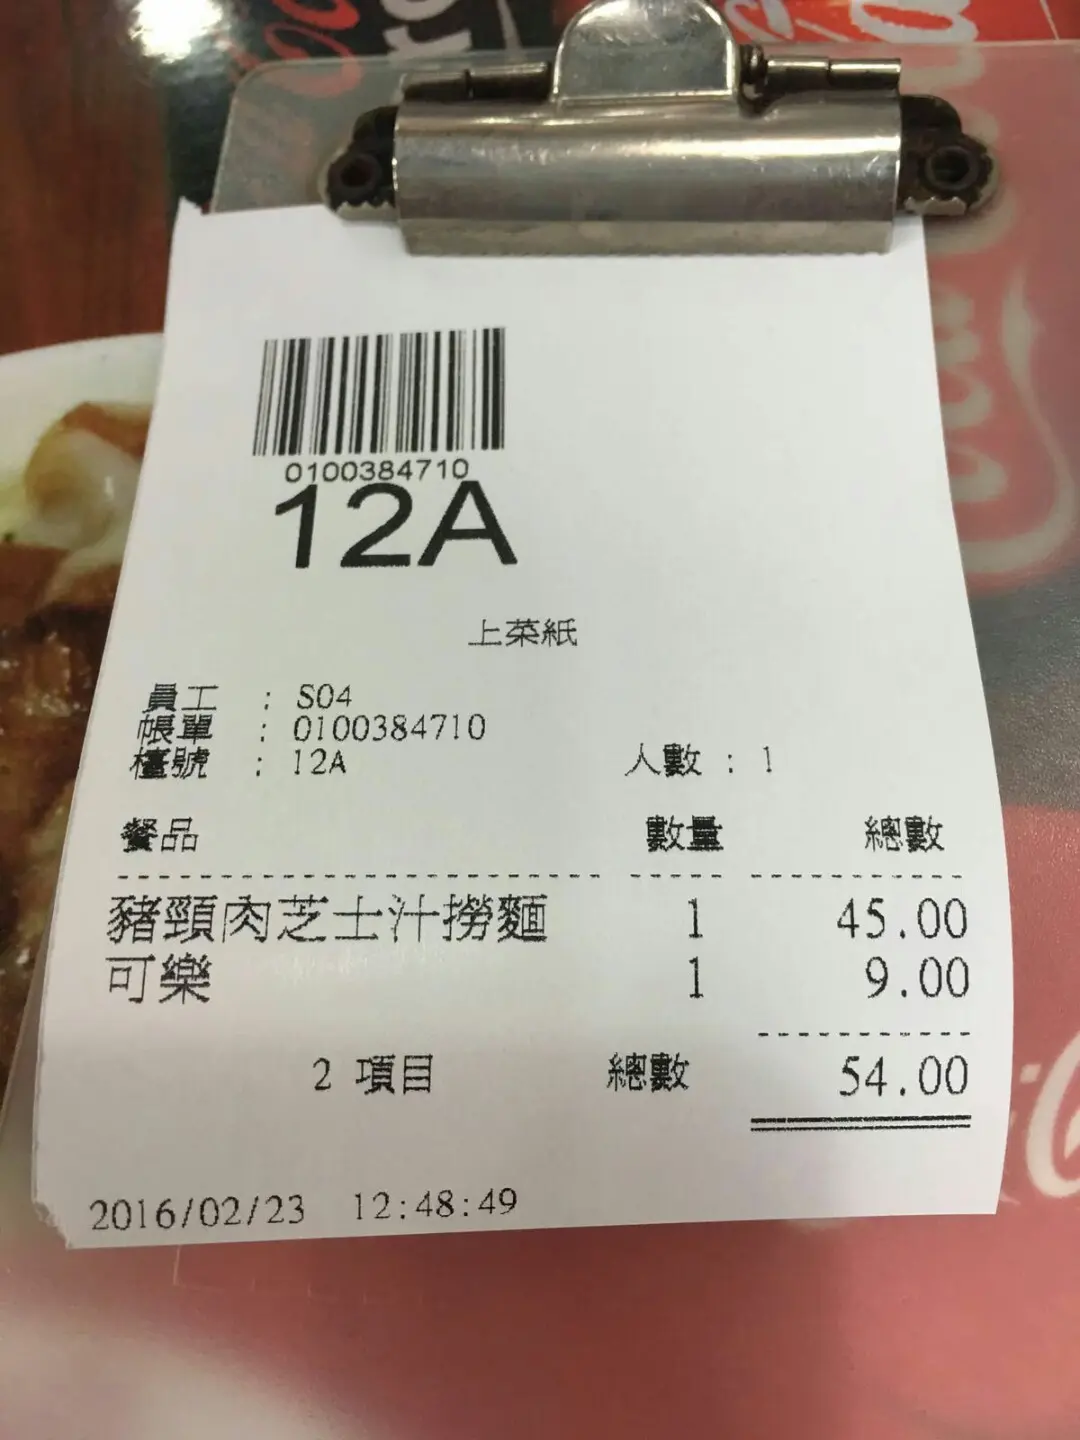 0100384710
12A
上菜紙
員工 : S04
帳單 : 0100384710
檯號 : 12A 人數 : 1
餐品 數量 總數
豬頸肉芝士汁撈麵 1 45.00
可樂 1 9.00
2 項目 總數 54.00
2016/02/23 12:48:49